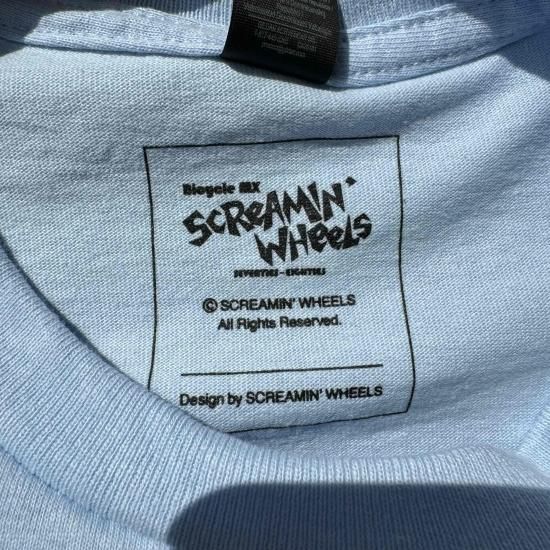 Bicycle MX
SCREAMIN'
WHEELS
SEVENTIES-EIGHTIES
© SCREAMIN' WHEELS
All Rights Reserved.
Design by SCREAMIN' WHEELS